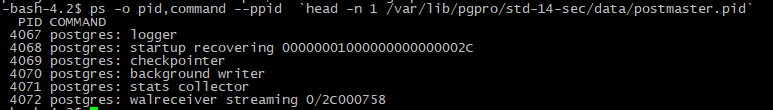 -bash-4.2$ ps -o pid,command --ppid  `head -n 1 /var/lib/pgpro/std-14-sec/data/postmaster.pid`
  PID COMMAND
 4067 postgres: logger
 4068 postgres: startup recovering 00000001000000000000002C
 4069 postgres: checkpointer
 4070 postgres: background writer
 4071 postgres: stats collector
 4072 postgres: walreceiver streaming 0/2C000758
-bash-4.2$